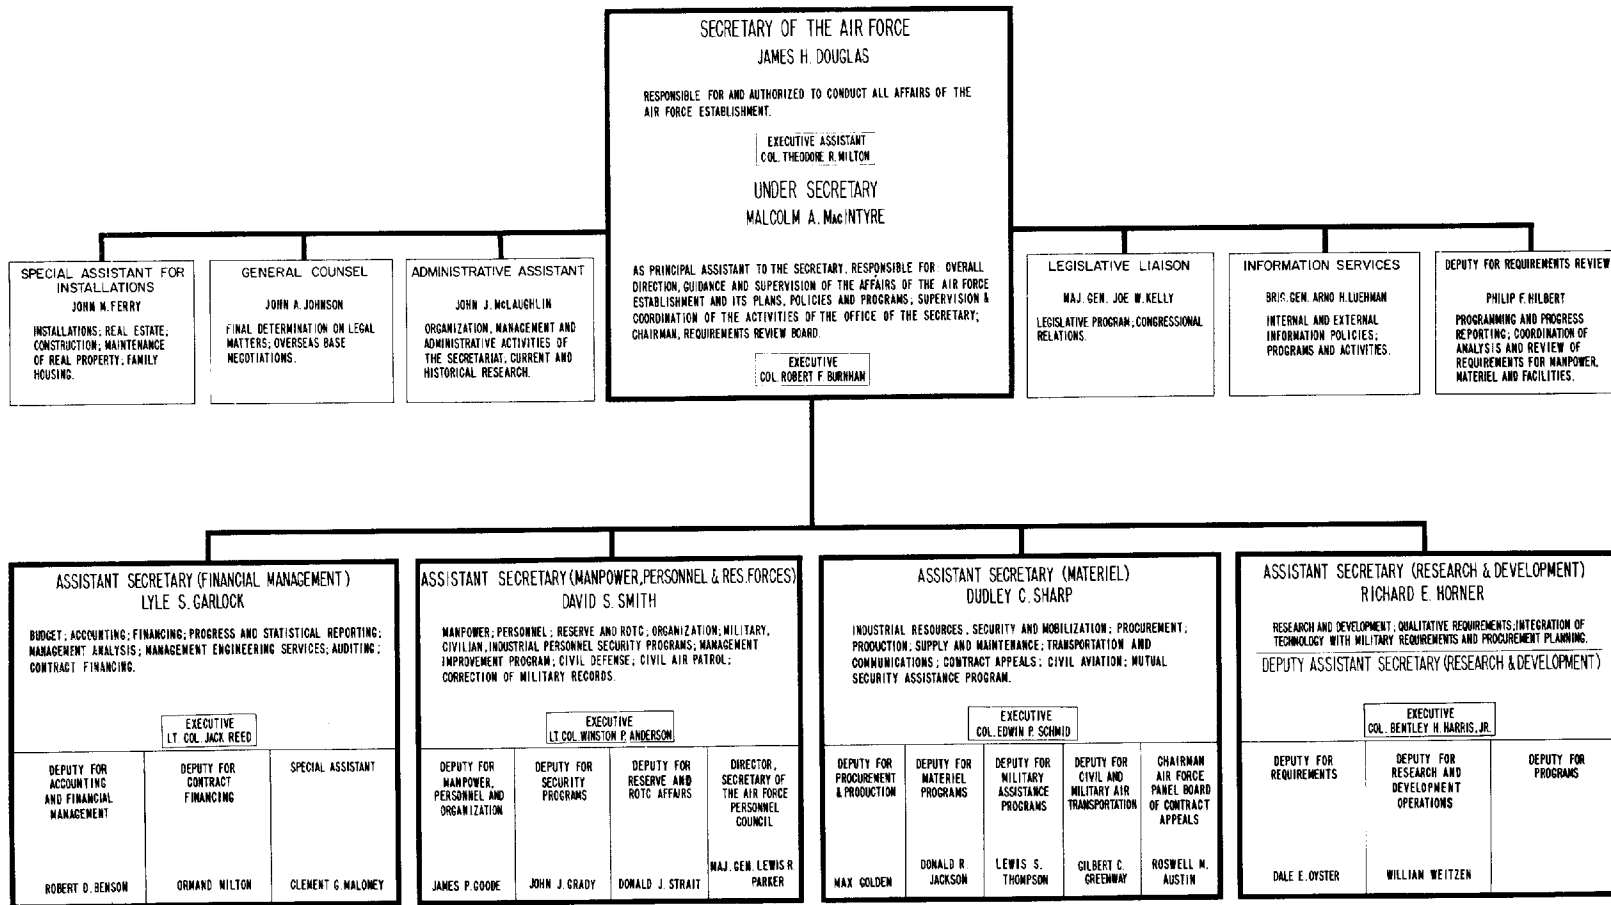 SECRETARY OF THE AIR FORCE
JAMES H. DOUGLAS
RESPONSIBLE FOR AND AUTHORIZED TO CONDUCT ALL AFFAIRS OF THE
AIR FORCE ESTABLISHMENT.
EXECUTIVE ASSISTANT
COL. THEODORE R. MILTON
UNDER SECRETARY
MALCOLM A. MacINTYRE
AS PRINCIPAL ASSISTANT TO THE SECRETARY, RESPONSIBLE FOR: OVERALL
DIRECTION, GUIDANCE AND SUPERVISION OF THE AFFAIRS OF THE AIR FORCE
ESTABLISHMENT AND ITS PLANS, POLICIES AND PROGRAMS; SUPERVISION &
COORDINATION OF THE ACTIVITIES OF THE OFFICE OF THE SECRETARY;
CHAIRMAN, REQUIREMENTS REVIEW BOARD.
EXECUTIVE
COL. ROBERT F. BURNHAM
SPECIAL ASSISTANT FOR
INSTALLATIONS
JOHN M. FERRY
INSTALLATIONS; REAL ESTATE;
CONSTRUCTION; MAINTENANCE
OF REAL PROPERTY; FAMILY
HOUSING.
GENERAL COUNSEL
JOHN A. JOHNSON
FINAL DETERMINATION ON LEGAL
MATTERS; OVERSEAS BASE
NEGOTIATIONS.
ADMINISTRATIVE ASSISTANT
JOHN J. McLAUGHLIN
ORGANIZATION, MANAGEMENT AND
ADMINISTRATIVE ACTIVITIES OF
THE SECRETARIAT; CURRENT AND
HISTORICAL RESEARCH.
LEGISLATIVE LIAISON
MAJ. GEN. JOE W. KELLY
LEGISLATIVE PROGRAM; CONGRESSIONAL
RELATIONS.
INFORMATION SERVICES
BRIG. GEN. ARNO H. LUEHMAN
INTERNAL AND EXTERNAL
INFORMATION POLICIES;
PROGRAMS AND ACTIVITIES.
DEPUTY FOR REQUIREMENTS REVIEW
PHILIP F. HILBERT
PROGRAMMING AND PROGRESS
REPORTING; COORDINATION OF
ANALYSIS AND REVIEW OF
REQUIREMENTS FOR MANPOWER,
MATERIEL AND FACILITIES.
ASSISTANT SECRETARY (FINANCIAL MANAGEMENT)
LYLE S. GARLOCK
BUDGET; ACCOUNTING; FINANCING; PROGRESS AND STATISTICAL REPORTING;
MANAGEMENT ANALYSIS; MANAGEMENT ENGINEERING SERVICES; AUDITING;
CONTRACT FINANCING.
EXECUTIVE
LT. COL. JACK REED
DEPUTY FOR
ACCOUNTING
AND FINANCIAL
MANAGEMENT
ROBERT D. BENSON
DEPUTY FOR
CONTRACT
FINANCING
ORMAND MILTON
SPECIAL ASSISTANT
CLEMENT G. MALONEY
ASSISTANT SECRETARY (MANPOWER, PERSONNEL & RES. FORCES)
DAVID S. SMITH
MANPOWER; PERSONNEL; RESERVE AND ROTC; ORGANIZATION; MILITARY,
CIVILIAN, INDUSTRIAL PERSONNEL SECURITY PROGRAMS; MANAGEMENT
IMPROVEMENT PROGRAM; CIVIL DEFENSE; CIVIL AIR PATROL;
CORRECTION OF MILITARY RECORDS.
EXECUTIVE
LT. COL. WINSTON P. ANDERSON
DEPUTY FOR
MANPOWER,
PERSONNEL AND
ORGANIZATION
JAMES P. GOODE
DEPUTY FOR
SECURITY
PROGRAMS
JOHN J. GRADY
DEPUTY FOR
RESERVE AND
ROTC AFFAIRS
DONALD J. STRAIT
DIRECTOR,
SECRETARY OF
THE AIR FORCE
PERSONNEL
COUNCIL
MAJ. GEN. LEWIS R.
PARKER
ASSISTANT SECRETARY (MATERIEL)
DUDLEY C. SHARP
INDUSTRIAL RESOURCES, SECURITY AND MOBILIZATION; PROCUREMENT;
PRODUCTION; SUPPLY AND MAINTENANCE; TRANSPORTATION AND
COMMUNICATIONS; CONTRACT APPEALS; CIVIL AVIATION; MUTUAL
SECURITY ASSISTANCE PROGRAM.
EXECUTIVE
COL. EDWIN P. SCHMID
DEPUTY FOR
PROCUREMENT
& PRODUCTION
MAX GOLDEN
DEPUTY FOR
MATERIEL
PROGRAMS
DONALD R.
JACKSON
DEPUTY FOR
MILITARY
ASSISTANCE
PROGRAMS
LEWIS S.
THOMPSON
DEPUTY FOR
CIVIL AND
MILITARY AIR
TRANSPORTATION
GILBERT C.
GREENWAY
CHAIRMAN
AIR FORCE
PANEL BOARD
OF CONTRACT
APPEALS
ROSWELL M.
AUSTIN
ASSISTANT SECRETARY (RESEARCH & DEVELOPMENT)
RICHARD E. HORNER
RESEARCH AND DEVELOPMENT; QUALITATIVE REQUIREMENTS; INTEGRATION OF
TECHNOLOGY WITH MILITARY REQUIREMENTS AND PROCUREMENT PLANNING.
DEPUTY ASSISTANT SECRETARY (RESEARCH & DEVELOPMENT)
EXECUTIVE
COL. BENTLEY H. HARRIS, JR.
DEPUTY FOR
REQUIREMENTS
DALE E. OYSTER
DEPUTY FOR
RESEARCH AND
DEVELOPMENT
OPERATIONS
WILLIAM WEITZEN
DEPUTY FOR
PROGRAMS